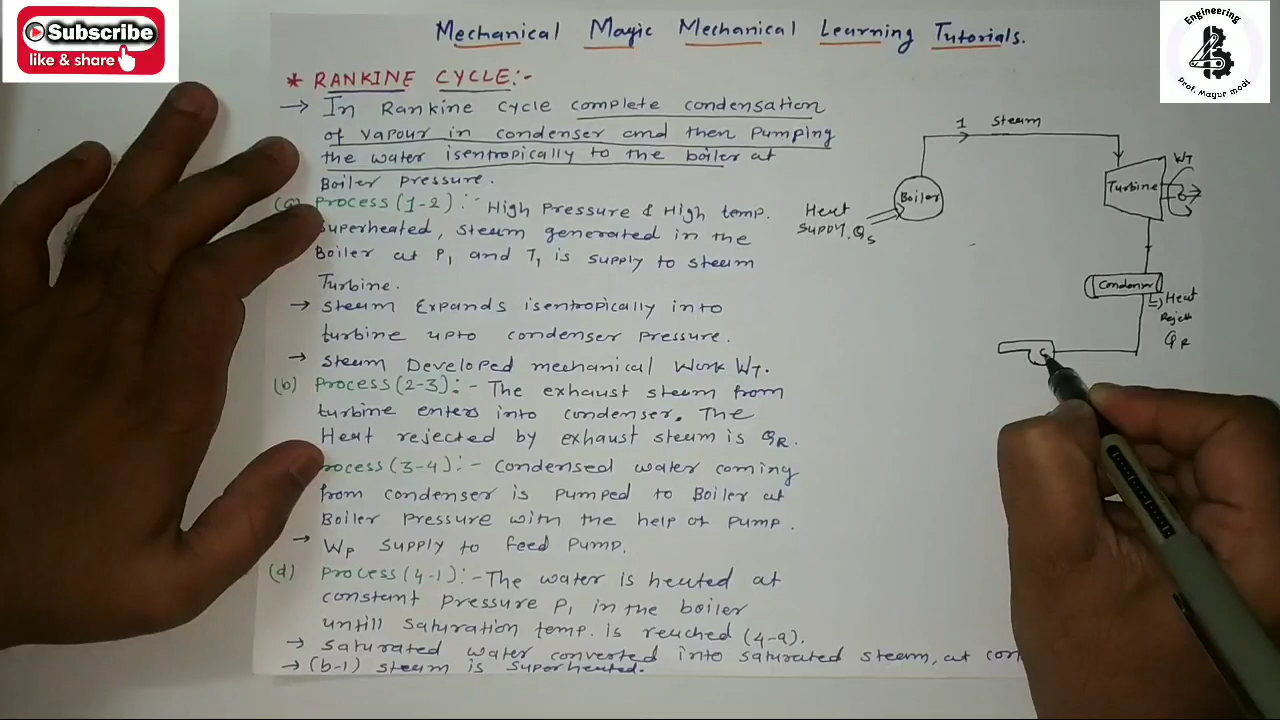 Subscribe
like & share
Engineering
Prof. Mayur modi
Mechanical Magic Mechanical Learning Tutorials.
* RANKINE CYCLE:-
→ In Rankine cycle complete condensation
of vapour in condenser and then pumping
the water isentropically to the boiler at
Boiler pressure.
(a) Process (1-2):- High Pressure & High temp.
superheated, steam generated in the
Boiler at P1 and T1 is supply to steam
Turbine.
→ steam Expands isentropically into
turbine upto condenser pressure.
→ steam Developed mechanical Work WT.
(b) Process (2-3):- The exhaust steam from
turbine enters into condenser. The
Heat rejected by exhaust steam is QR.
rocess (3-4):- condensed water coming
from condenser is pumped to Boiler at
Boiler pressure with the help of pump.
→ WP supply to feed pump.
(d) Process (4-1):- The water is heated at
constant pressure P1 in the boiler
untill saturation temp. is reached (4-a).
→ saturated water converted into saturated steam, at con
→ (b-1) steam is superheated.
1 steam
Boiler
Heat
supply, QS
Turbine
WT
Condenser
Heat
Reject
QR